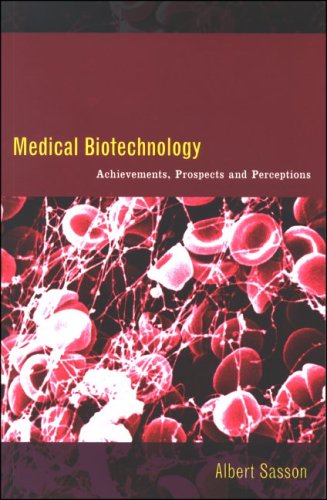 Medical Biotechnology
Achievements, Prospects and Perceptions
Albert Sasson